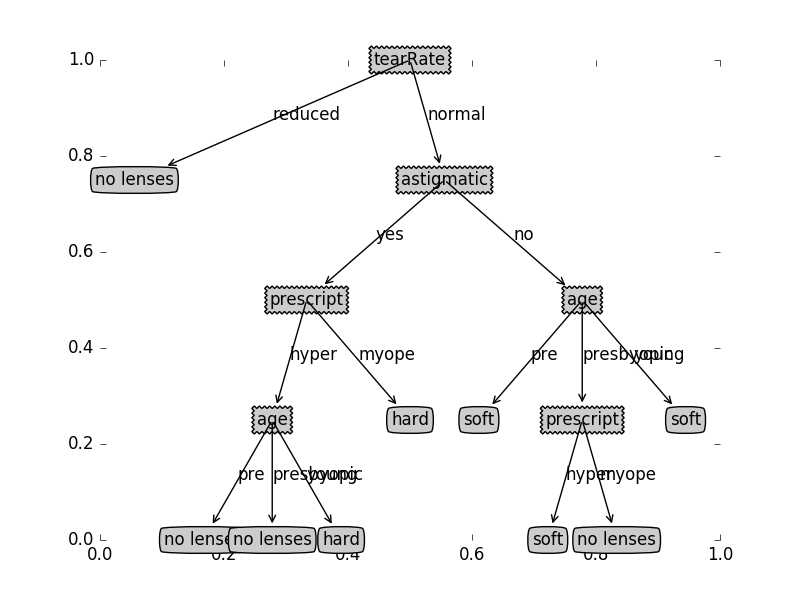 1.0
tearRate
reduced
normal
0.8
no lenses
astigmatic
yes
no
0.6
prescript
age
hyper
myope
pre
presbyopic
young
0.4
age
hard
soft
prescript
soft
0.2
pre
presbyopic
young
hyper
myope
0.0
no lenses
no lenses
hard
soft
no lenses
0.0
0.2
0.4
0.6
0.8
1.0